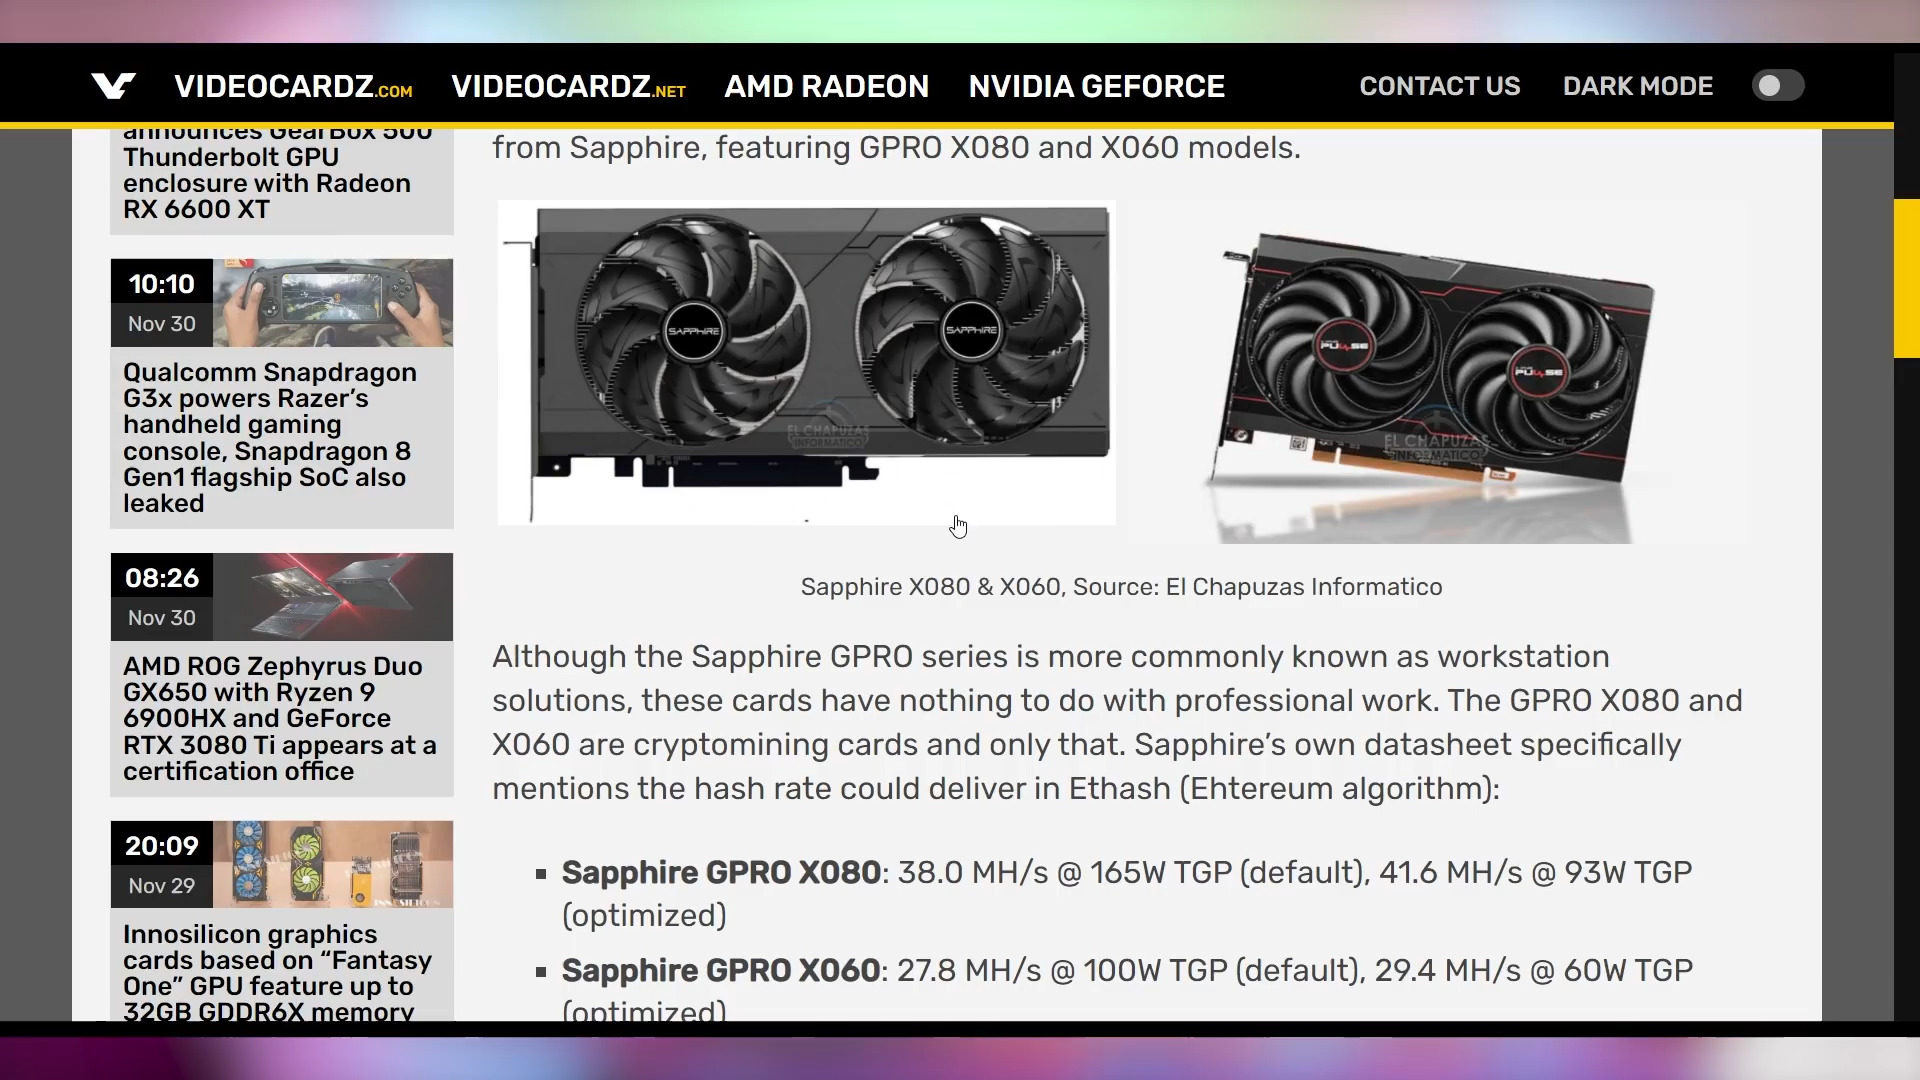 VIDEOCARDZ.COM VIDEOCARDZ.NET AMD RADEON NVIDIA GEFORCE CONTACT US DARK MODE
announces GearBox 500
Thunderbolt GPU
enclosure with Radeon
RX 6600 XT
10:10
Nov 30
Qualcomm Snapdragon
G3x powers Razer’s
handheld gaming
console, Snapdragon 8
Gen1 flagship SoC also
leaked
08:26
Nov 30
AMD ROG Zephyrus Duo
GX650 with Ryzen 9
6900HX and GeForce
RTX 3080 Ti appears at a
certification office
20:09
Nov 29
INNOSILICON
Innosilicon graphics
cards based on “Fantasy
One” GPU feature up to
32GB GDDR6X memory
from Sapphire, featuring GPRO X080 and X060 models.
SAPPHIRE
SAPPHIRE
EL CHAPUZAS
INFORMÁTICO
PULSE
PULSE
EL CHAPUZAS
INFORMÁTICO
Sapphire X080 & X060, Source: El Chapuzas Informatico
Although the Sapphire GPRO series is more commonly known as workstation
solutions, these cards have nothing to do with professional work. The GPRO X080 and
X060 are cryptomining cards and only that. Sapphire’s own datasheet specifically
mentions the hash rate could deliver in Ethash (Ehtereum algorithm):
▪ Sapphire GPRO X080: 38.0 MH/s @ 165W TGP (default), 41.6 MH/s @ 93W TGP
(optimized)
▪ Sapphire GPRO X060: 27.8 MH/s @ 100W TGP (default), 29.4 MH/s @ 60W TGP
(optimized)